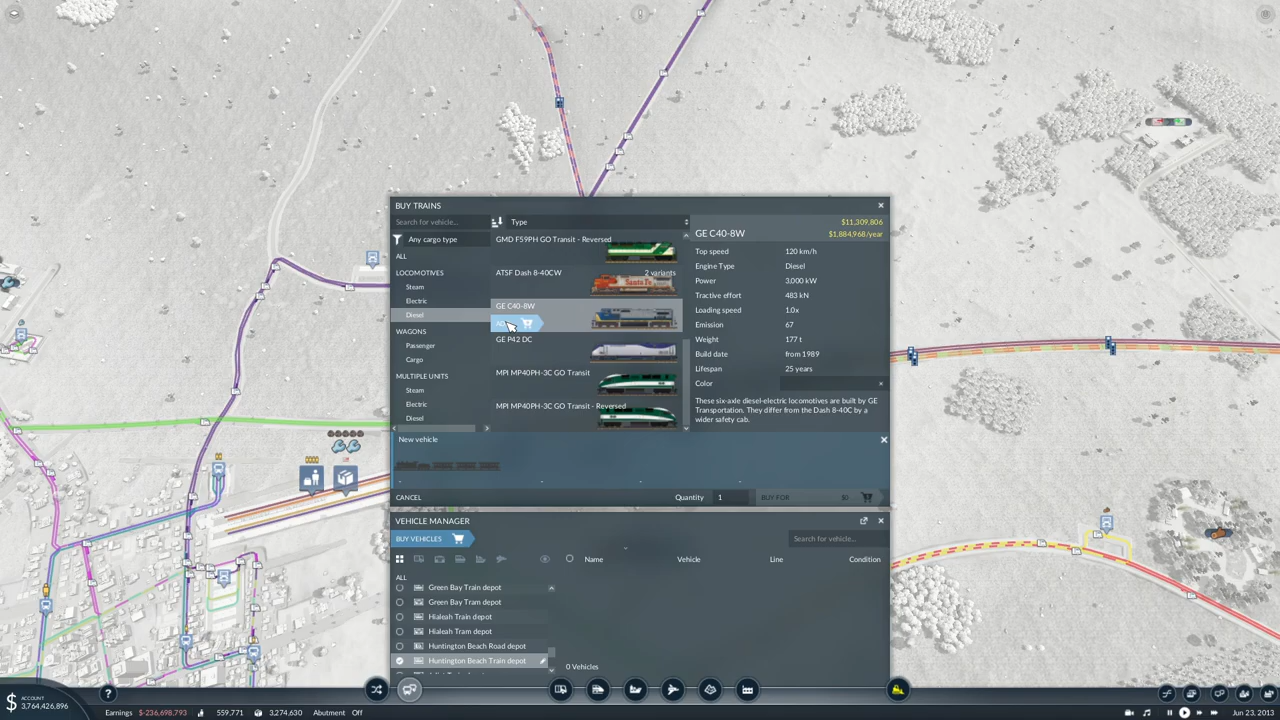 BUY TRAINS
Search for vehicle...
Type
Any cargo type
ALL
LOCOMOTIVES
Steam
Electric
Diesel
WAGONS
Passenger
Cargo
MULTIPLE UNITS
Steam
Electric
Diesel
GMD F59PH GO Transit - Reversed
ATSF Dash 8-40CW
2 variants
Santa Fe
GE C40-8W
GE P42 DC
MPI MP40PH-3C GO Transit
MPI MP40PH-3C GO Transit - Reversed
$11,309,806
GE C40-8W
$1,884,968/year
Top speed 120 km/h
Engine Type Diesel
Power 3,000 kW
Tractive effort 483 kN
Loading speed 1.0x
Emission 67
Weight 177 t
Build date from 1989
Lifespan 25 years
Color
These six-axle diesel-electric locomotives are built by GE
Transportation. They differ from the Dash 8-40C by a
wider safety cab.
New vehicle
- - - -
CANCEL
Quantity 1
BUY FOR $0
VEHICLE MANAGER
BUY VEHICLES
Search for vehicle...
Name Vehicle Line Condition
ALL
Green Bay Train depot
Green Bay Tram depot
Hialeah Train depot
Hialeah Tram depot
Huntington Beach Road depot
Huntington Beach Train depot
0 Vehicles
$ ACCOUNT
3,764,426,896
?
Earnings $-236,698,793 559,771 3,274,630 Abutment Off
Jun 23, 2013